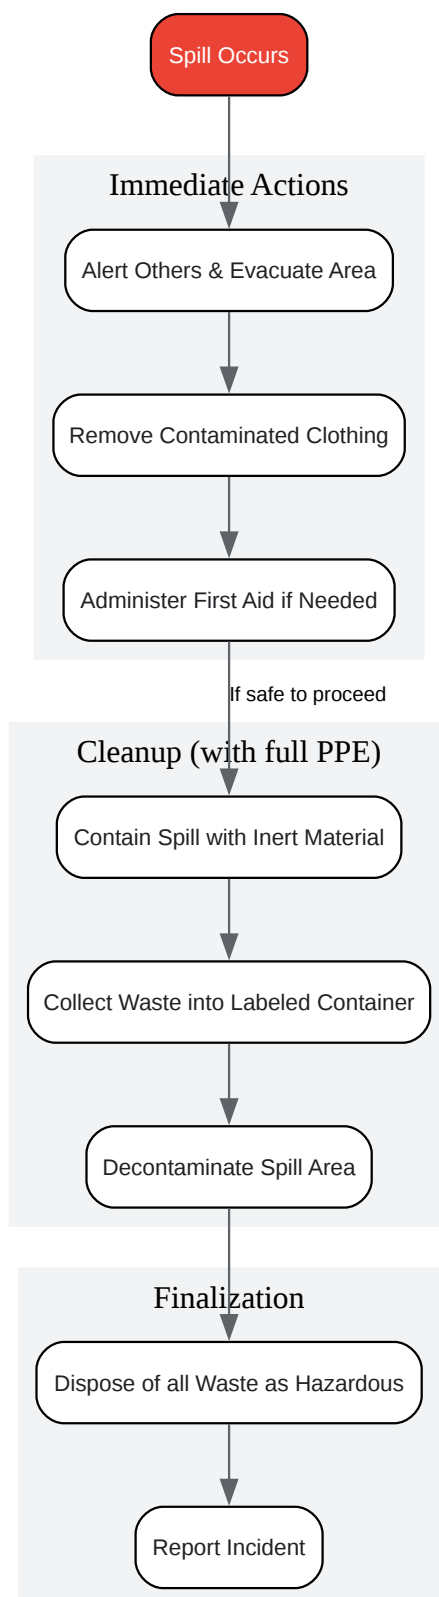 Spill Occurs
Immediate Actions
Alert Others & Evacuate Area
Remove Contaminated Clothing
Administer First Aid if Needed
If safe to proceed
Cleanup (with full PPE)
Contain Spill with Inert Material
Collect Waste into Labeled Container
Decontaminate Spill Area
Finalization
Dispose of all Waste as Hazardous
Report Incident